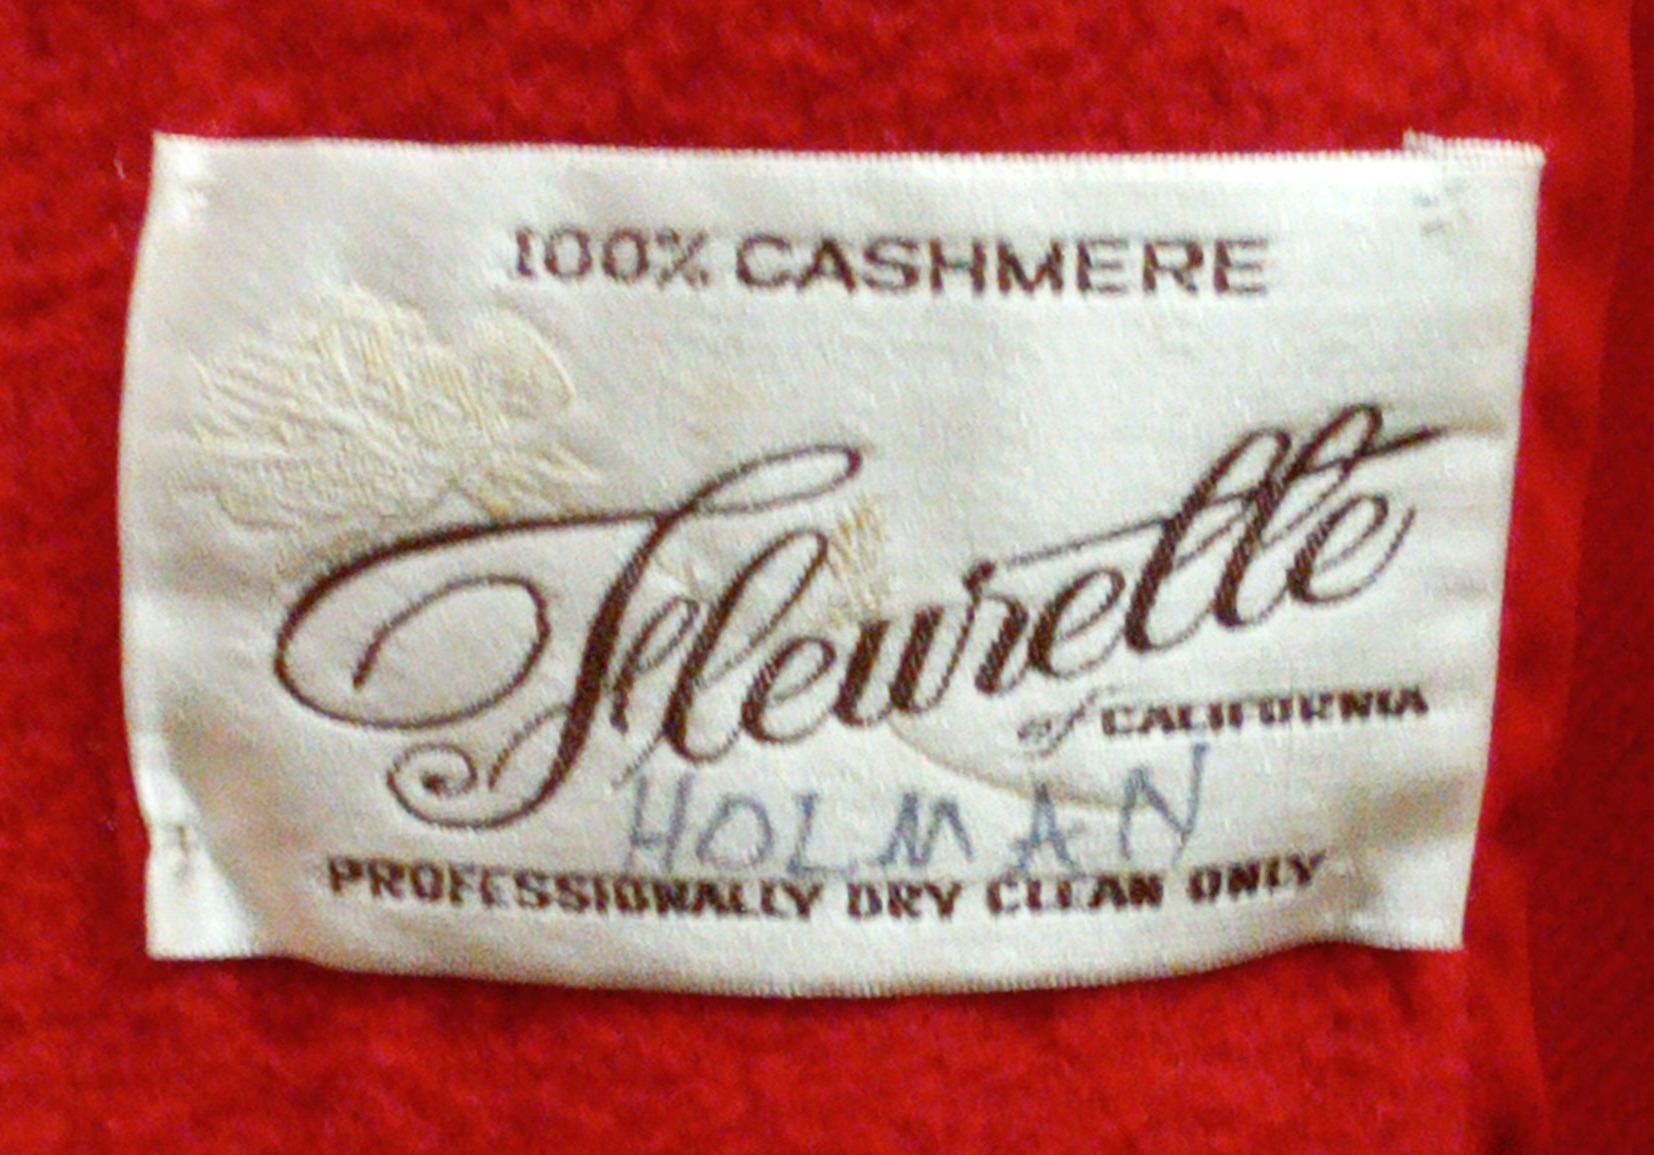 100% CASHMERE
Fleurette
of CALIFORNIA
HOLMAN
PROFESSIONALLY DRY CLEAN ONLY